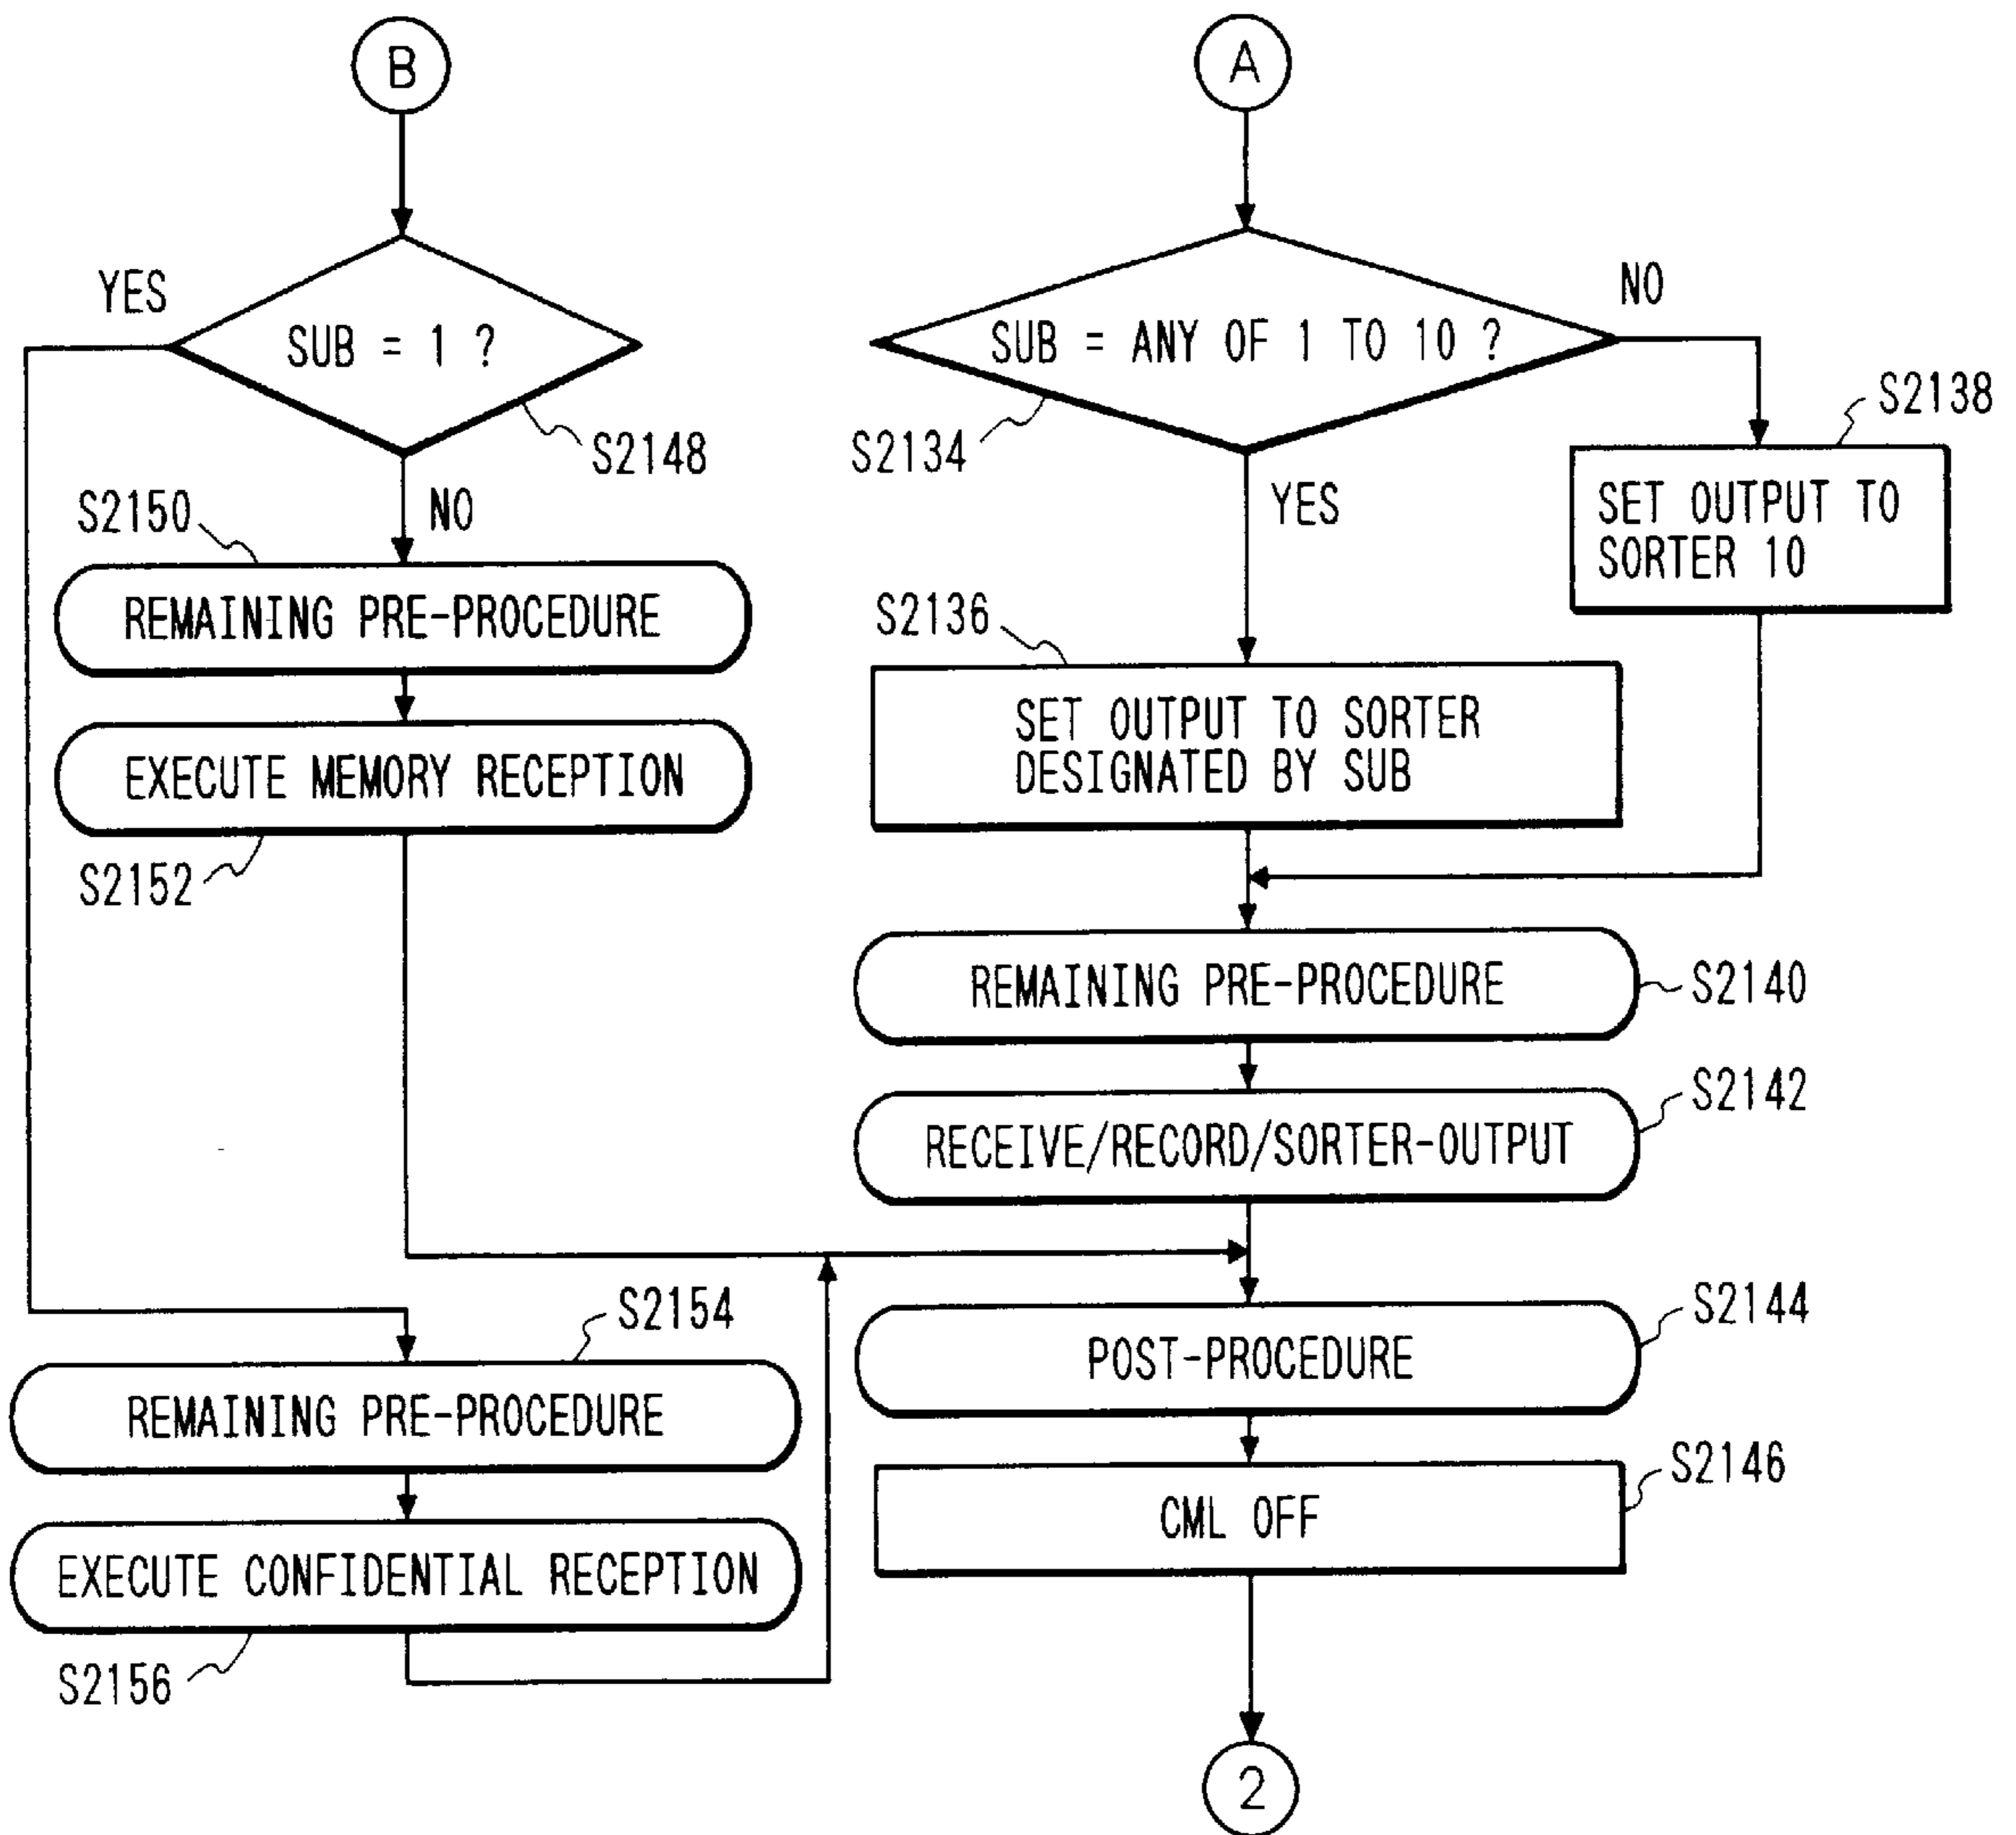 B
YES
SUB = 1 ?
S2148
NO
S2150
REMAINING PRE-PROCEDURE
EXECUTE MEMORY RECEPTION
S2152
S2154
REMAINING PRE-PROCEDURE
EXECUTE CONFIDENTIAL RECEPTION
S2156
A
SUB = ANY OF 1 TO 10 ?
NO
S2134
S2138
YES
SET OUTPUT TO
SORTER 10
S2136
SET OUTPUT TO SORTER
DESIGNATED BY SUB
REMAINING PRE-PROCEDURE
S2140
RECEIVE/RECORD/SORTER-OUTPUT
S2142
POST-PROCEDURE
S2144
CML OFF
S2146
2